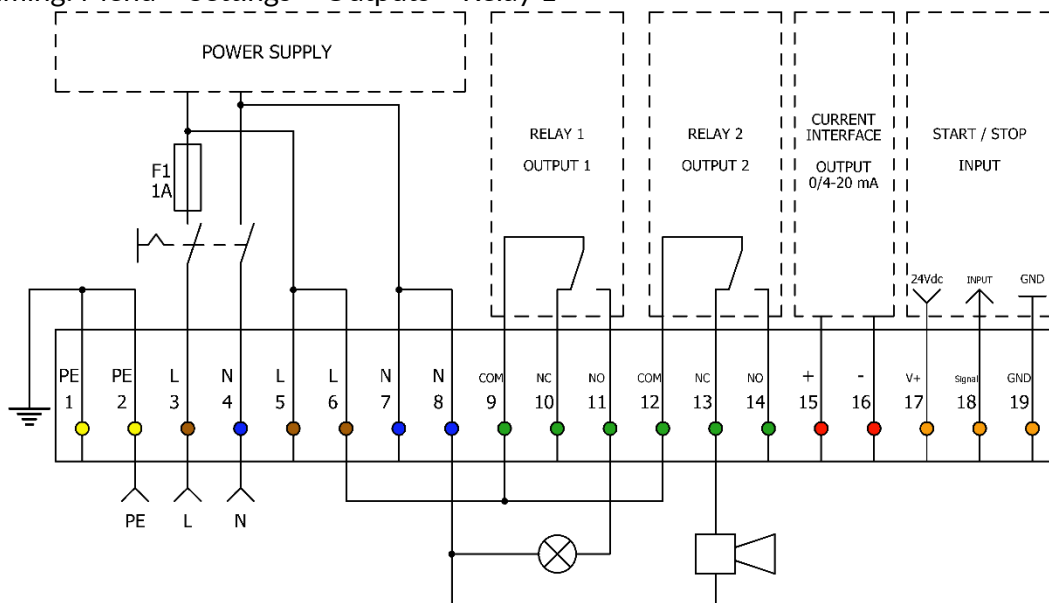 POWER SUPPLY
F1
1A
RELAY 1
OUTPUT 1
RELAY 2
OUTPUT 2
CURRENT
INTERFACE
OUTPUT
0/4-20 mA
START / STOP
INPUT
24Vdc INPUT GND
PE PE L N L L N N COM NC NO COM NC NO + - V+ Signal GND
1 2 3 4 5 6 7 8 9 10 11 12 13 14 15 16 17 18 19
PE L N